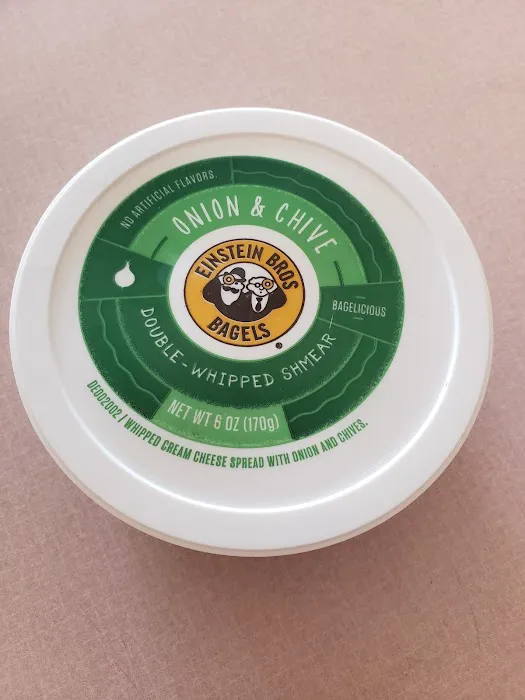 NO ARTIFICIAL FLAVORS.
ONION & CHIVE
EINSTEIN BROS
BAGELS
®
BAGELICIOUS
DOUBLE-WHIPPED SHMEAR
NET WT 6 OZ (170g)
DE002002 / WHIPPED CREAM CHEESE SPREAD WITH ONION AND CHIVES.